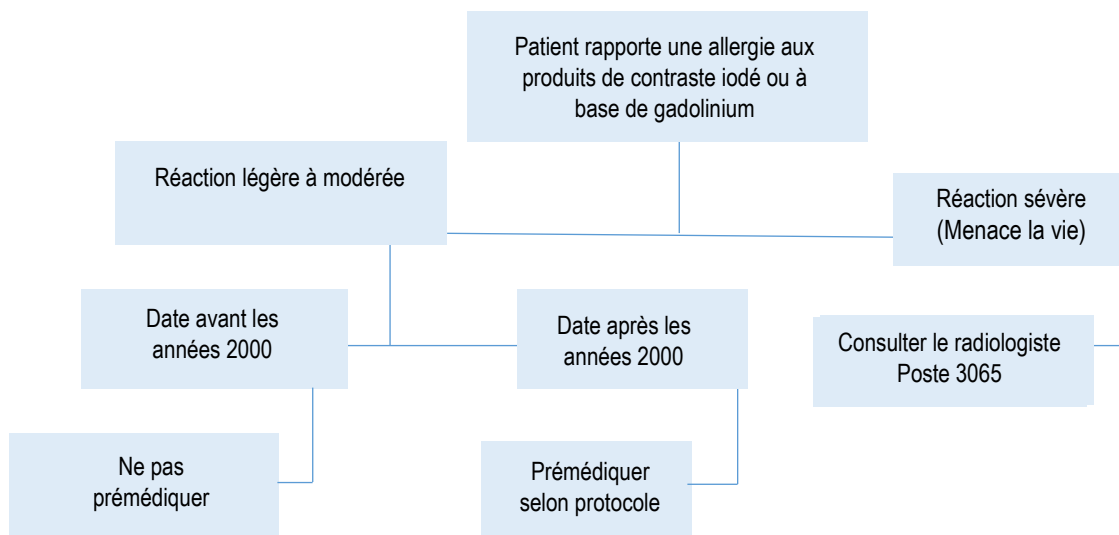 Patient rapporte une allergie aux
produits de contraste iodé ou à
base de gadolinium
Réaction légère à modérée
Réaction sévère
(Menace la vie)
Date avant les
années 2000
Date après les
années 2000
Consulter le radiologiste
Poste 3065
Ne pas
prémédiquer
Prémédiquer
selon protocole